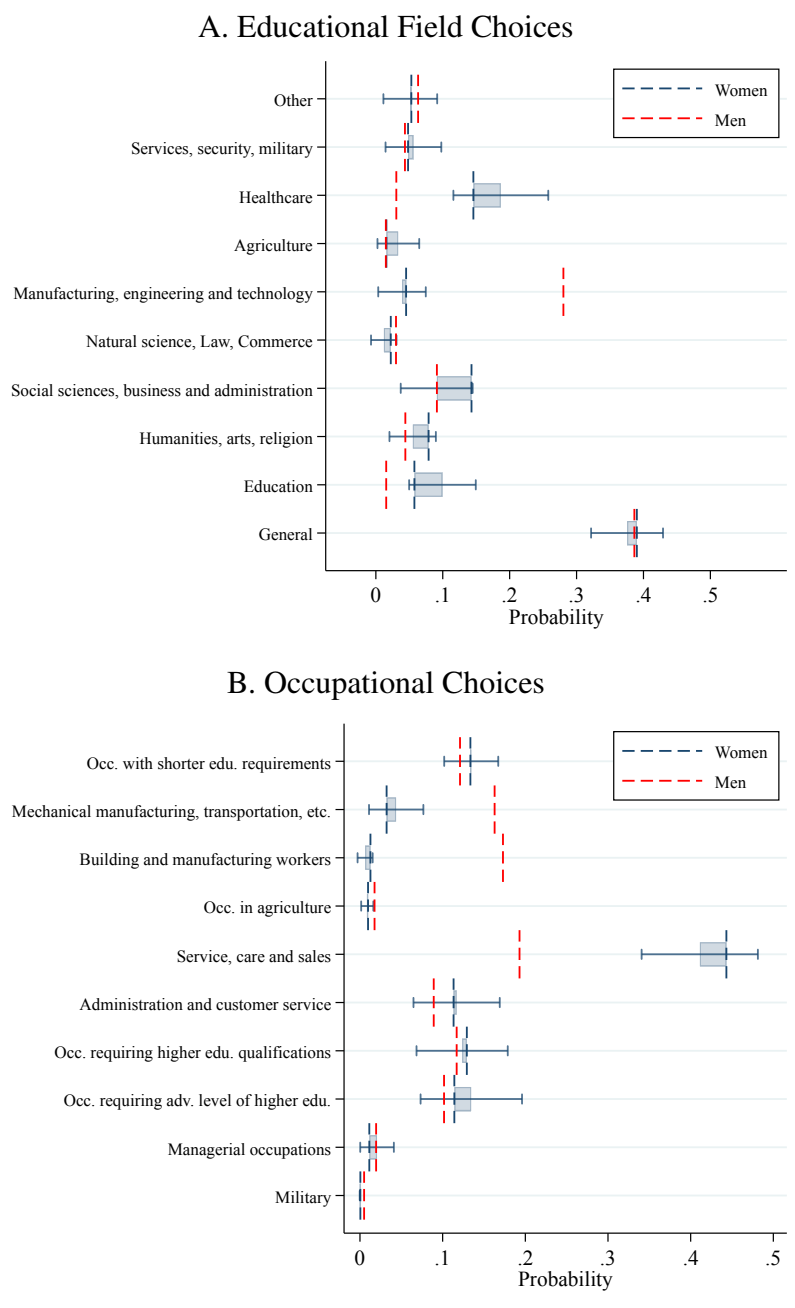 A. Educational Field Choices
Women
Men
Other
Services, security, military
Healthcare
Agriculture
Manufacturing, engineering and technology
Natural science, Law, Commerce
Social sciences, business and administration
Humanities, arts, religion
Education
General
0 .1 .2 .3 .4 .5
Probability
B. Occupational Choices
Women
Men
Occ. with shorter edu. requirements
Mechanical manufacturing, transportation, etc.
Building and manufacturing workers
Occ. in agriculture
Service, care and sales
Administration and customer service
Occ. requiring higher edu. qualifications
Occ. requiring adv. level of higher edu.
Managerial occupations
Military
0 .1 .2 .3 .4 .5
Probability